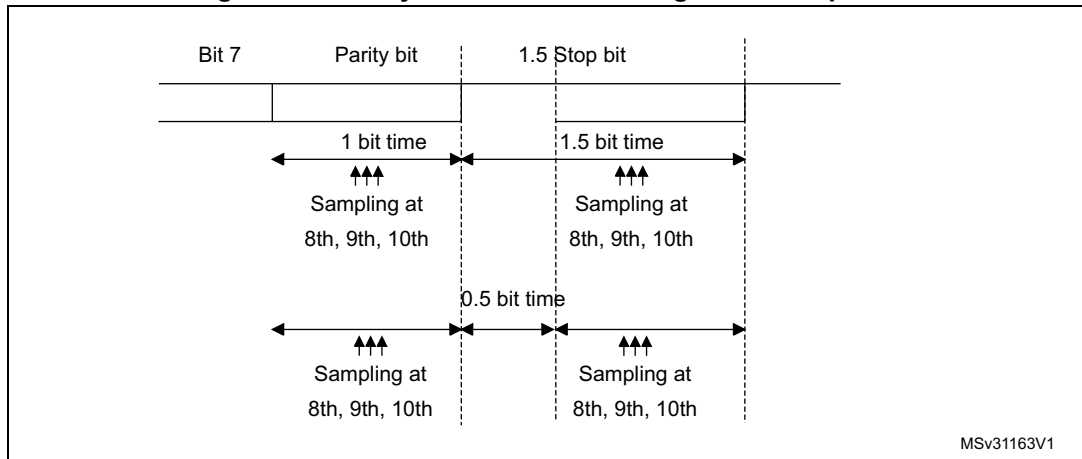 Bit 7 Parity bit 1.5 Stop bit
1 bit time 1.5 bit time
Sampling at Sampling at
8th, 9th, 10th 8th, 9th, 10th
0.5 bit time
Sampling at Sampling at
8th, 9th, 10th 8th, 9th, 10th
MSv31163V1